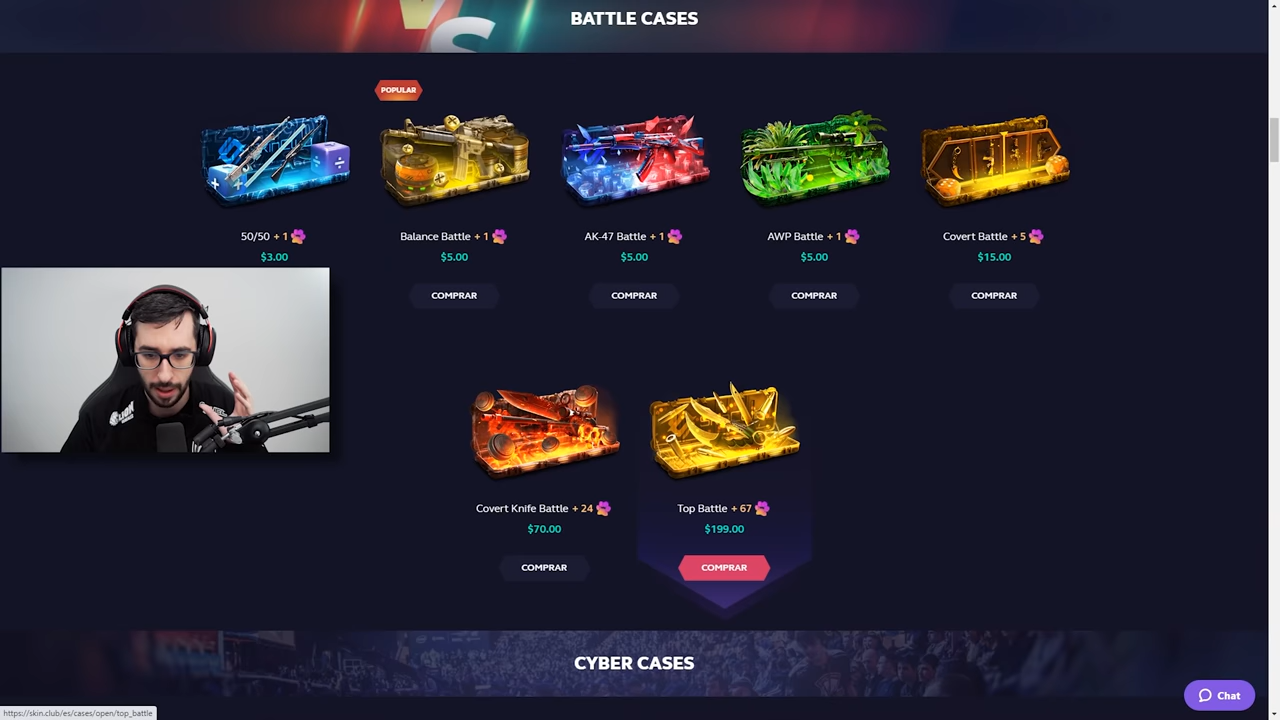 BATTLE CASES
POPULAR
50/50 + 1
$3.00
Balance Battle + 1
$5.00
COMPRAR
AK-47 Battle + 1
$5.00
COMPRAR
AWP Battle + 1
$5.00
COMPRAR
Covert Battle + 5
$15.00
COMPRAR
Covert Knife Battle + 24
$70.00
COMPRAR
Top Battle + 67
$199.00
COMPRAR
CYBER CASES
Chat
https://skin.club/es/cases/open/top_battle